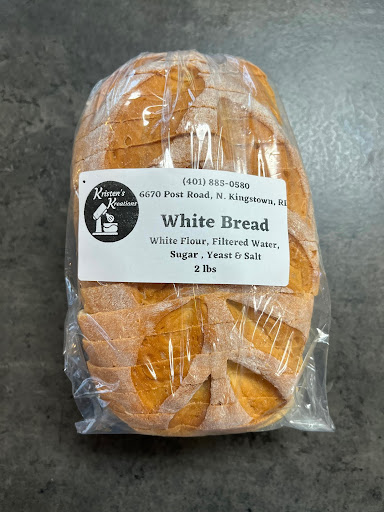 Kristen's
Kreations
(401) 885-0580
6670 Post Road, N. Kingstown, RI
White Bread
White Flour, Filtered Water,
Sugar , Yeast & Salt
2 lbs